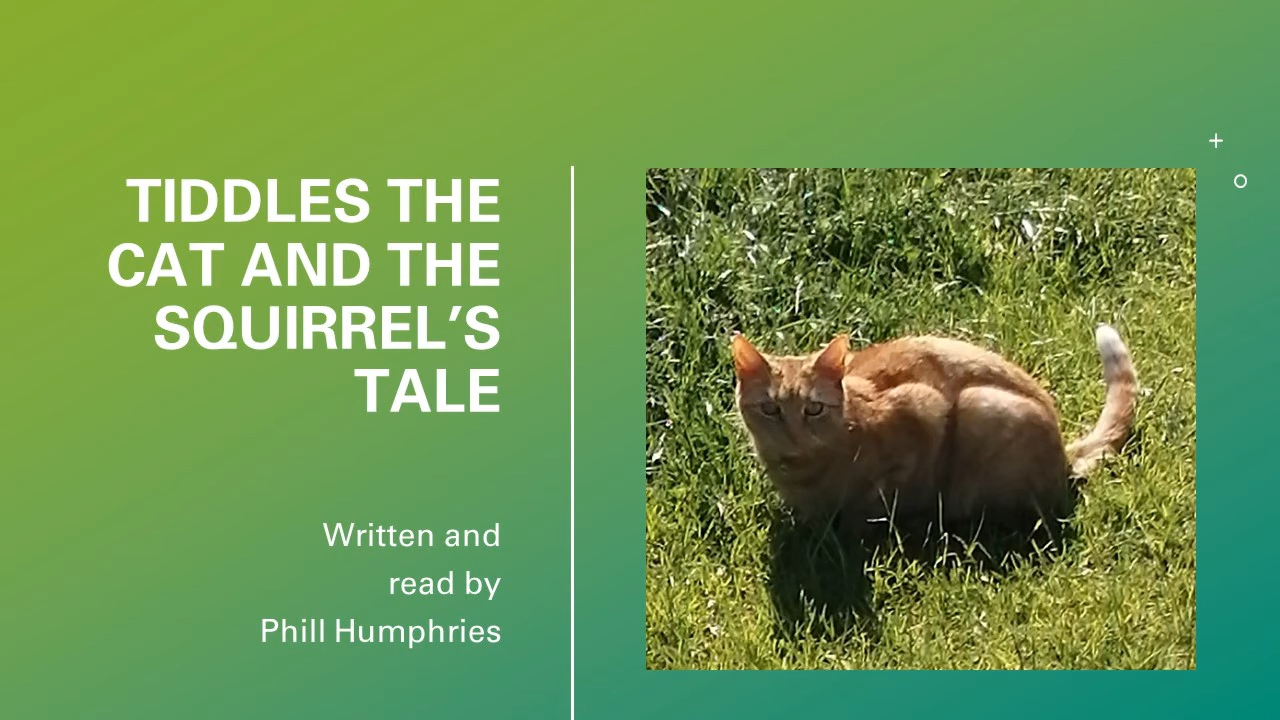 TIDDLES THE
CAT AND THE
SQUIRREL’S
TALE
Written and
read by
Phill Humphries